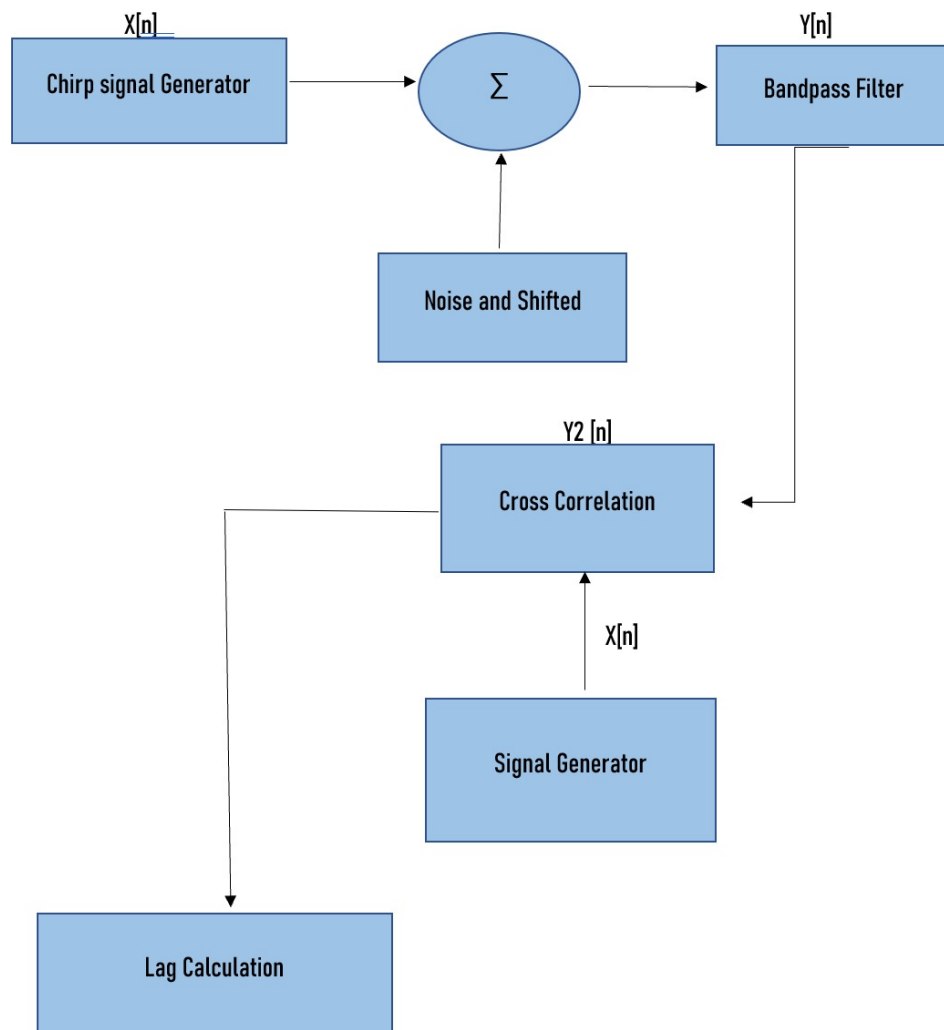 X[n]
Chirp signal Generator
Σ
Y[n]
Bandpass Filter
Noise and Shifted
Y2 [n]
Cross Correlation
X[n]
Signal Generator
Lag Calculation